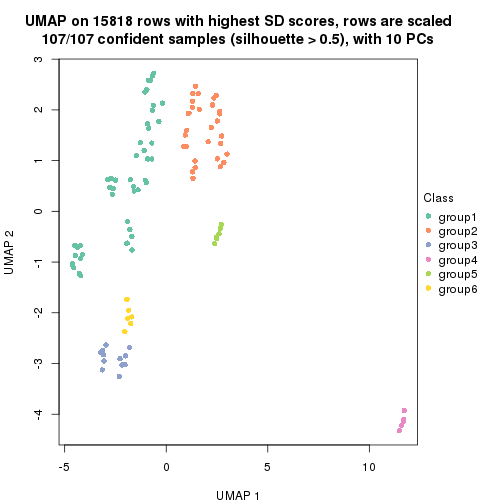 UMAP on 15818 rows with highest SD scores, rows are scaled
107/107 confident samples (silhouette > 0.5), with 10 PCs
3
2
1
0
-1
-2
-3
-4
UMAP 2
-5
0
5
10
UMAP 1
Class
group1
group2
group3
group4
group5
group6